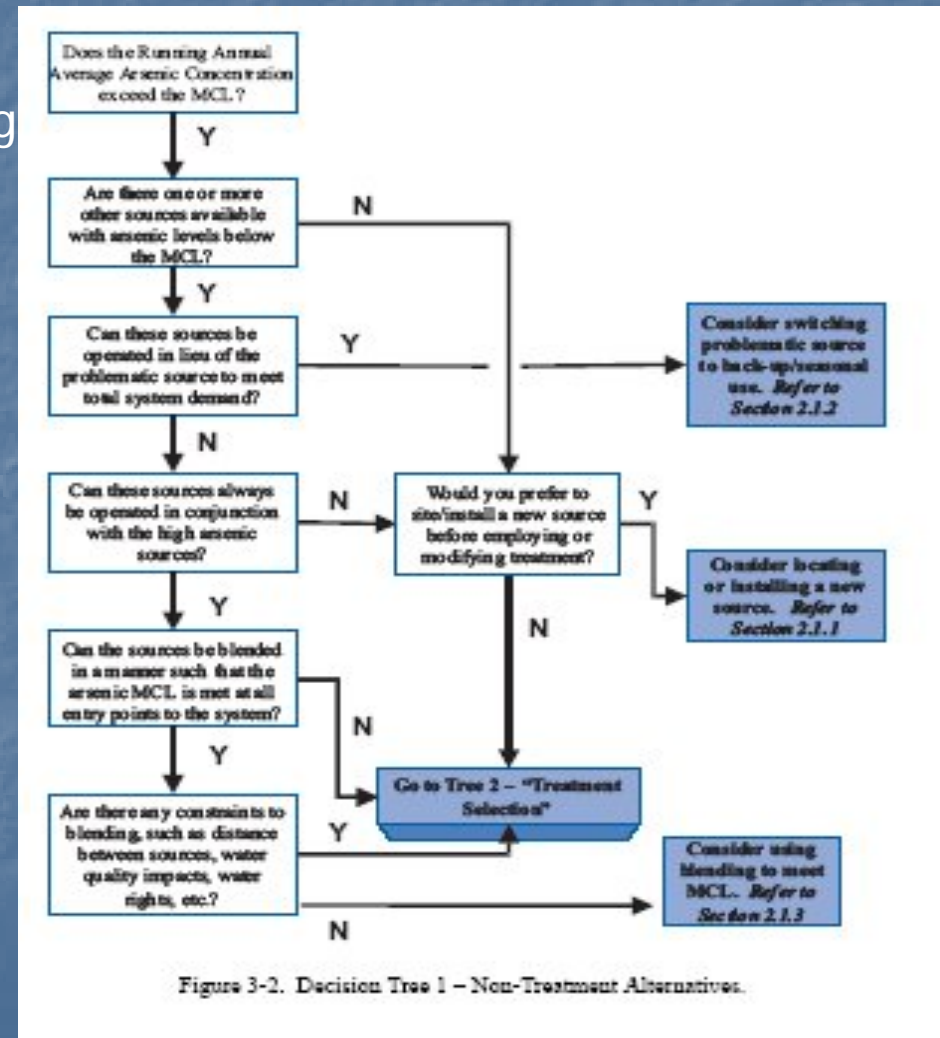 Does the Running Annual
Average Arsenic Concentration
exceed the MCL?
g
Y
Are there one or more
other sources available
with arsenic levels below
the MCL?
N
Y
Can these sources be
operated in lieu of the
problematic source to meet
total system demand?
Y
Consider switching
problematic source
to back-up/seasonal
use. Refer to
Section 2.1.2
N
Can these sources always
be operated in conjunction
with the high arsenic
sources?
N
Would you prefer to
site/install a new source
before employing or
modifying treatment?
Y
Consider locating
or installing a new
source. Refer to
Section 2.1.1
Y
N
Can the sources be blended
in a manner such that the
arsenic MCL is met at all
entry points to the system?
N
Y
Go to Tree 2 – "Treatment
Selection"
Are there any constraints to
blending, such as distance
between sources, water
quality impacts, water
rights, etc.?
Y
N
Consider using
blending to meet
MCL. Refer to
Section 2.1.3
Figure 3-2. Decision Tree 1 – Non-Treatment Alternatives.